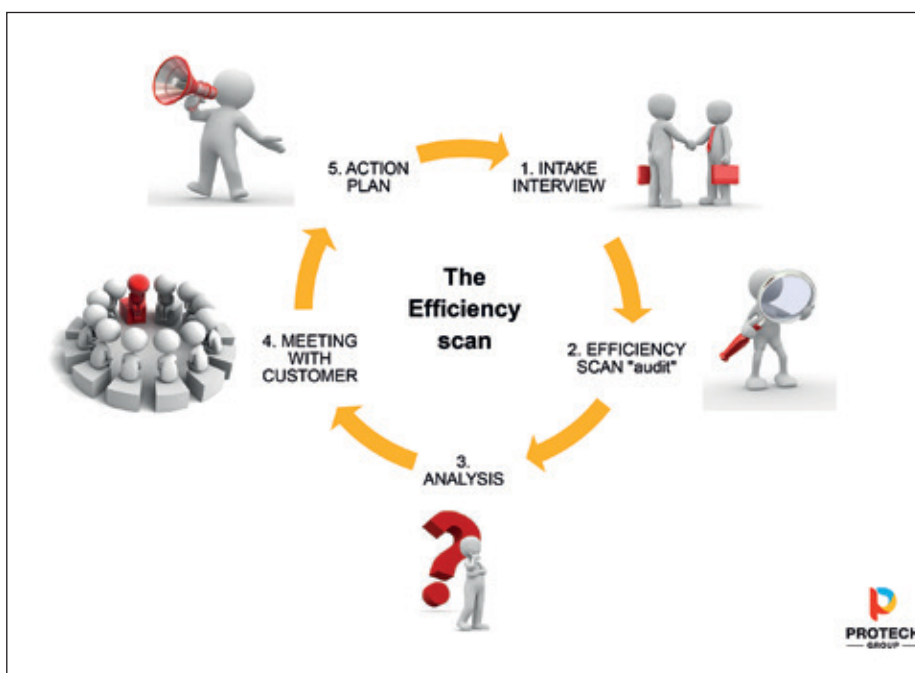 The
Efficiency
scan
1. INTAKE
INTERVIEW
2. EFFICIENCY
SCAN "audit"
3.
ANALYSIS
4. MEETING
WITH
CUSTOMER
5. ACTION
PLAN
PROTECH
GROUP